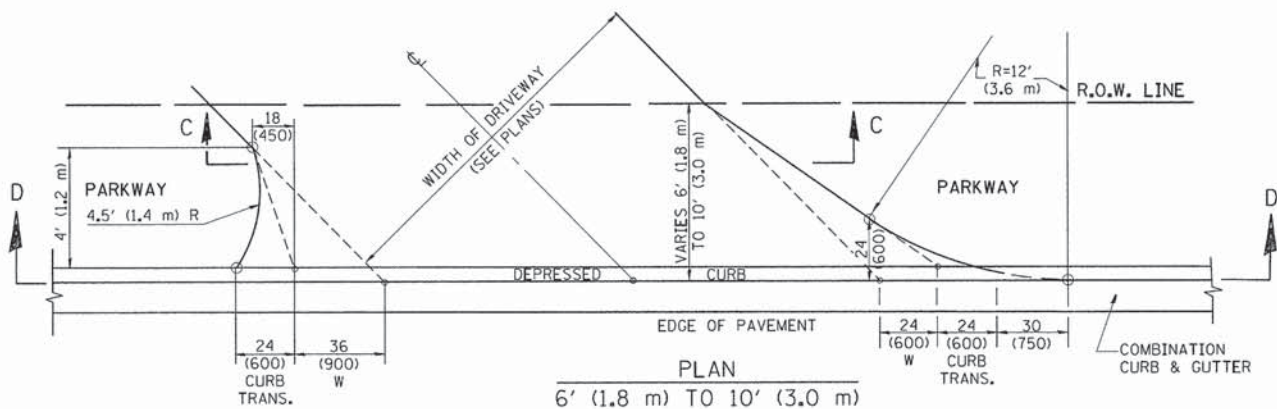 R=12'
(3.6 m)
R.O.W. LINE
18
(450)
C
C
℄
WIDTH OF DRIVEWAY
(SEE PLANS)
4' (1.2 m)
PARKWAY
4.5' (1.4 m) R
VARIES 6' (1.8 m)
TO 10' (3.0 m)
PARKWAY
D
D
24
(600)
DEPRESSED CURB
EDGE OF PAVEMENT
24
(600)
CURB
TRANS.
36
(900)
W
24
(600)
W
24
(600)
CURB
TRANS.
30
(750)
COMBINATION
CURB & GUTTER
PLAN
6' (1.8 m) TO 10' (3.0 m)